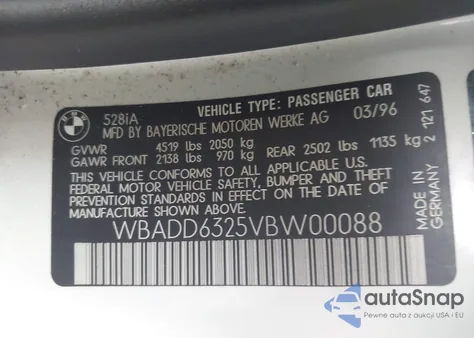 BMW
528iA
VEHICLE TYPE: PASSENGER CAR
MFD BY BAYERISCHE MOTOREN WERKE AG 03/96
GVWR 4519 lbs 2050 kg
GAWR FRONT 2138 lbs 970 kg REAR 2502 lbs 1135 kg
THIS VEHICLE CONFORMS TO ALL APPLICABLE
FEDERAL MOTOR VEHICLE SAFETY, BUMPER AND THEFT
PREVENTION STANDARDS IN EFFECT ON THE DATE OF
MANUFACTURE SHOWN ABOVE.
WBADD6325VBW00088
2 121 647
MADE IN
GERMANY
autoSnap
Pewne auto z aukcji USA i EU